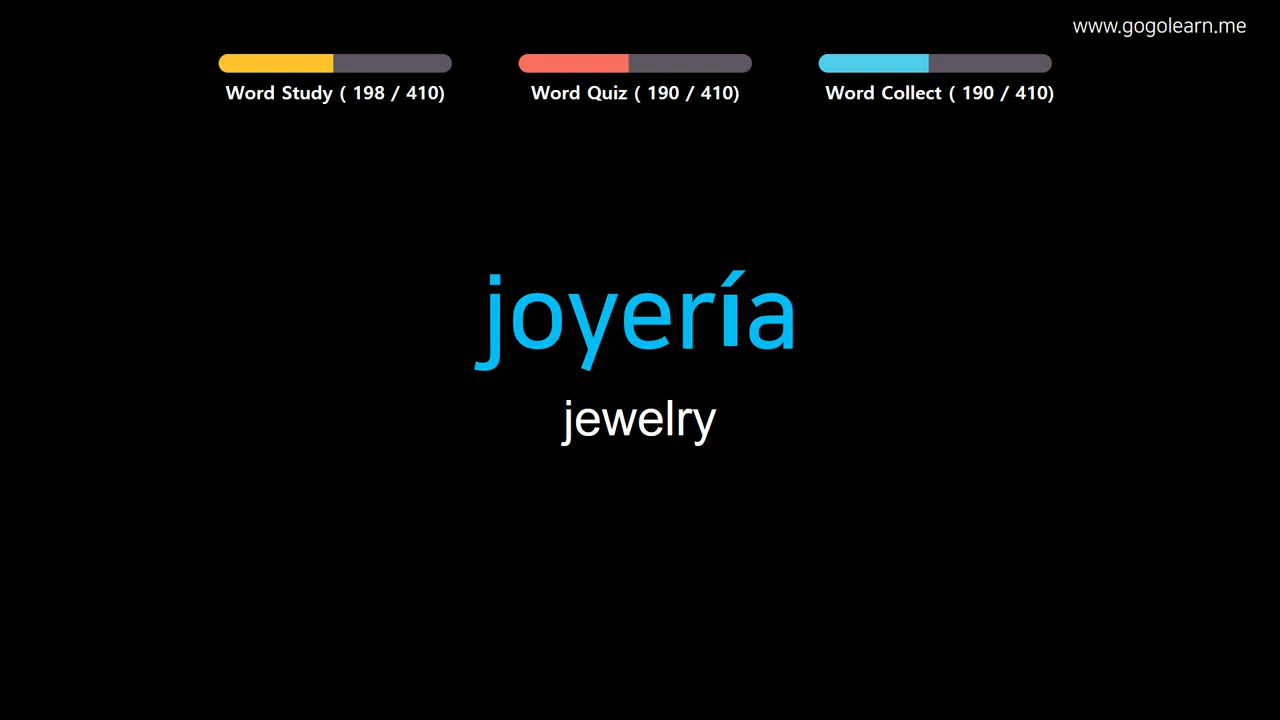 www.gogolearn.me
Word Study ( 198 / 410)
Word Quiz ( 190 / 410)
Word Collect ( 190 / 410)
joyería
jewelry